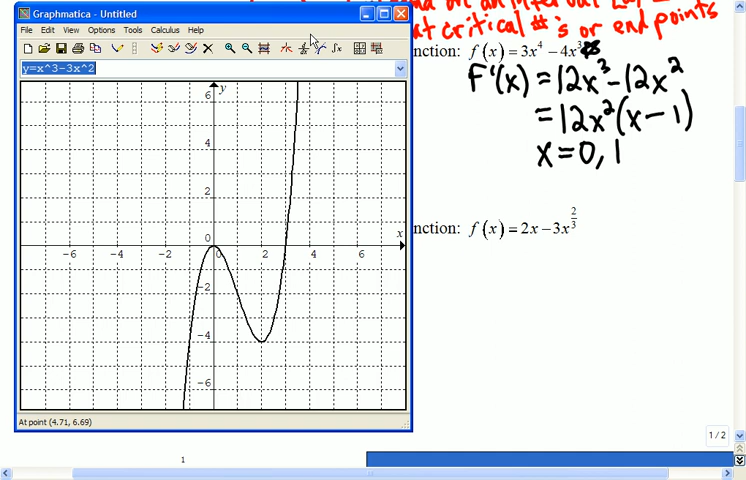 Graphmatica - Untitled
File Edit View Options Tools Calculus Help
y=x^3-3x^2
y
6
4
2
0
x
-6 -4 -2 2 4 6
-2
-4
-6
At point (4.71, 6.69)
at critical #'s or end points
nction: f(x) = 3x⁴ − 4x³
F'(x) = 12x³ - 12x²
= 12x²(x - 1)
x = 0, 1
nction: f(x) = 2x − 3x^(2/3)
1 / 2
1